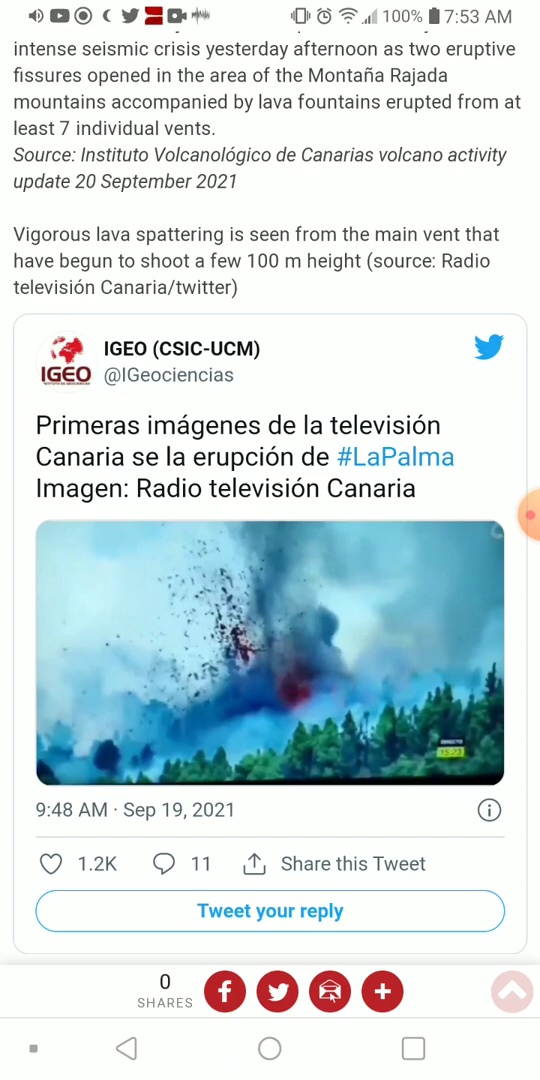 100% 7:53 AM
intense seismic crisis yesterday afternoon as two eruptive
fissures opened in the area of the Montaña Rajada
mountains accompanied by lava fountains erupted from at
least 7 individual vents.
Source: Instituto Volcanológico de Canarias volcano activity
update 20 September 2021
Vigorous lava spattering is seen from the main vent that
have begun to shoot a few 100 m height (source: Radio
televisión Canaria/twitter)
IGEO
IGEO (CSIC-UCM)
@IGeociencias
Primeras imágenes de la televisión
Canaria se la erupción de #LaPalma
Imagen: Radio televisión Canaria
DIRECTO
15:23
9:48 AM · Sep 19, 2021
1.2K 11 Share this Tweet
Tweet your reply
0
SHARES